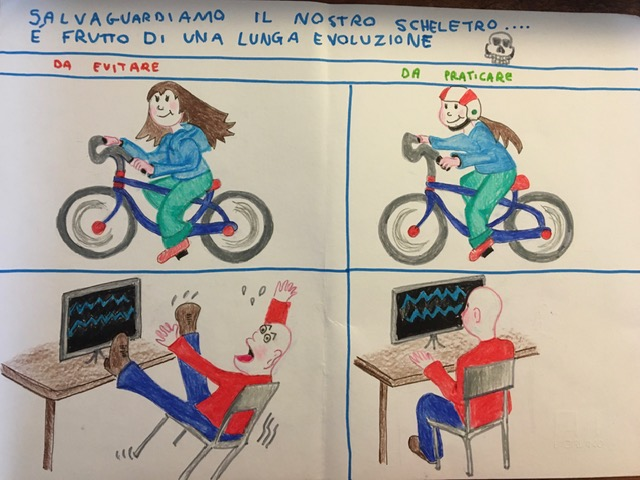 SALVAGUARDIAMO IL NOSTRO SCHELETRO....
E FRUTTO DI UNA LUNGA EVOLUZIONE
DA EVITARE
DA PRATICARE